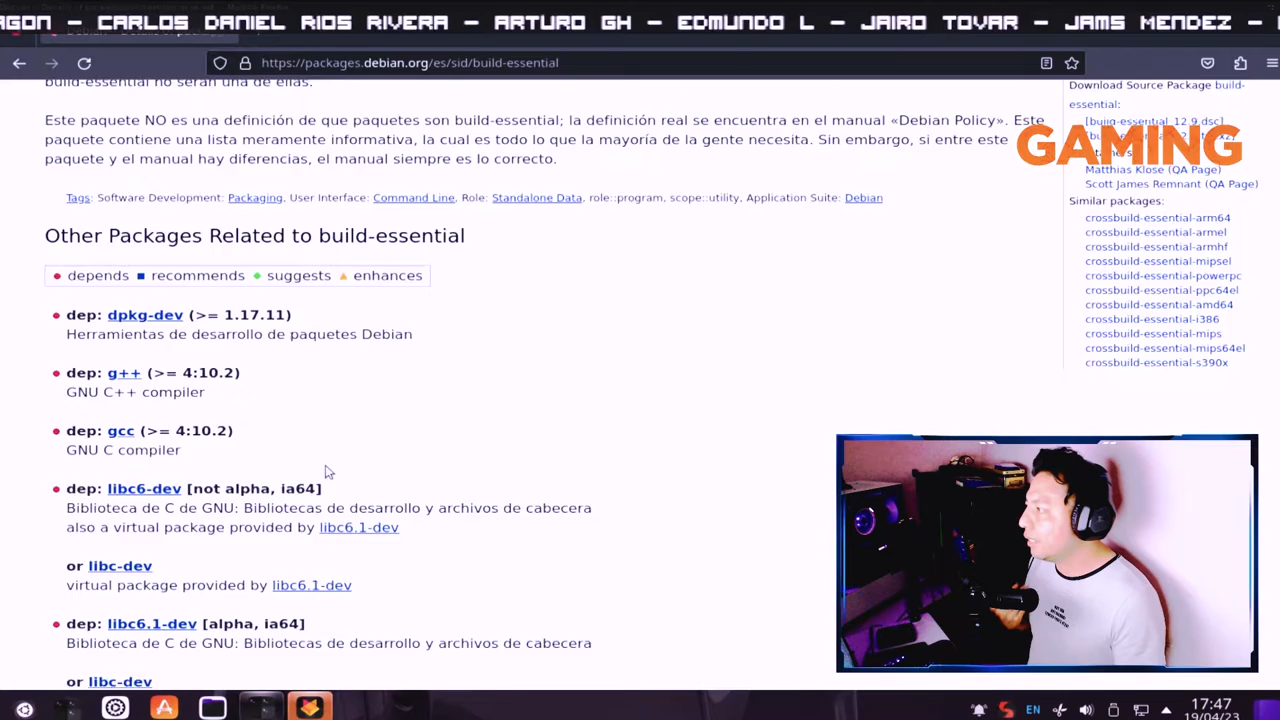 AGON – CARLOS DANIEL RIOS RIVERA – ARTURO GH – EDMUNDO L – JAIRO TOVAR – JAMS MENDEZ –
https://packages.debian.org/es/sid/build-essential
build-essential no serán una de ellas.
Este paquete NO es una definición de que paquetes son build-essential; la definición real se encuentra en el manual «Debian Policy». Este
paquete contiene una lista meramente informativa, la cual es todo lo que la mayoría de la gente necesita. Sin embargo, si entre este
paquete y el manual hay diferencias, el manual siempre es lo correcto.
Tags: Software Development: Packaging, User Interface: Command Line, Role: Standalone Data, role::program, scope::utility, Application Suite: Debian
Other Packages Related to build-essential
depends recommends suggests enhances
dep: dpkg-dev (>= 1.17.11)
Herramientas de desarrollo de paquetes Debian
dep: g++ (>= 4:10.2)
GNU C++ compiler
dep: gcc (>= 4:10.2)
GNU C compiler
dep: libc6-dev [not alpha, ia64]
Biblioteca de C de GNU: Bibliotecas de desarrollo y archivos de cabecera
also a virtual package provided by libc6.1-dev
or libc-dev
virtual package provided by libc6.1-dev
dep: libc6.1-dev [alpha, ia64]
Biblioteca de C de GNU: Bibliotecas de desarrollo y archivos de cabecera
or libc-dev
Download Source Package build-
essential:
[build-essential_12.9.dsc]
GAMING
Matthias Klose (QA Page)
Scott James Remnant (QA Page)
Similar packages:
crossbuild-essential-arm64
crossbuild-essential-armel
crossbuild-essential-armhf
crossbuild-essential-mipsel
crossbuild-essential-powerpc
crossbuild-essential-ppc64el
crossbuild-essential-amd64
crossbuild-essential-i386
crossbuild-essential-mips
crossbuild-essential-mips64el
crossbuild-essential-s390x
EN
17:47
19/04/23